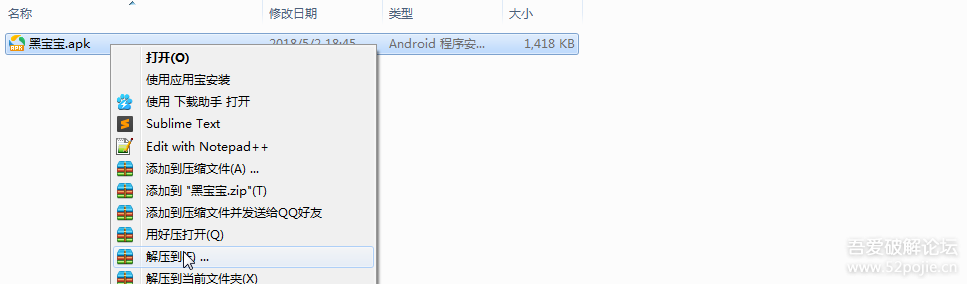 名称 修改日期 类型 大小
黑宝宝.apk 2018/5/2 18:45 Android 程序安... 1,418 KB
打开(O)
使用应用宝安装
使用 下载助手 打开
Sublime Text
Edit with Notepad++
添加到压缩文件(A) ...
添加到 "黑宝宝.zip"(T)
添加到压缩文件并发送给QQ好友
用好压打开(Q)
解压到 ...
解压到当前文件夹(X)
吾爱破解论坛
www.52pojie.cn